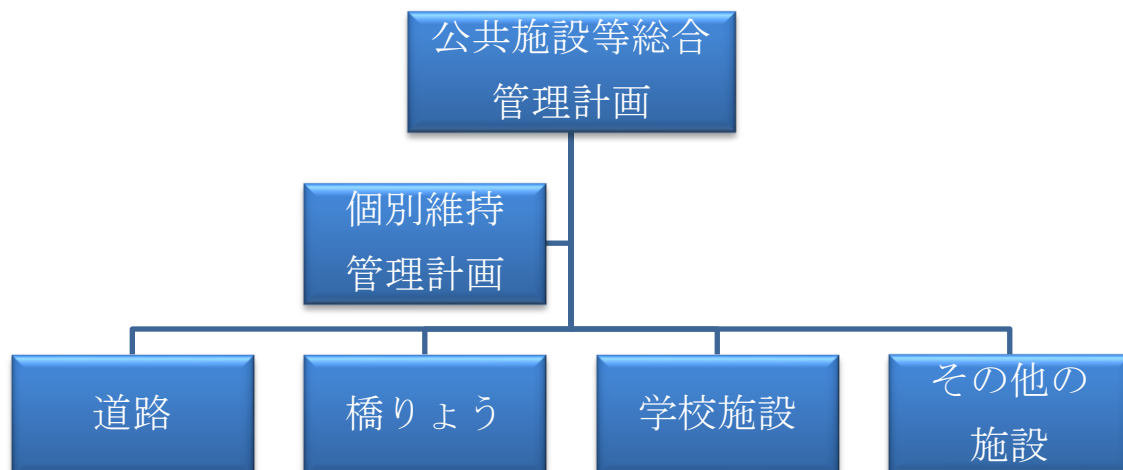 公共施設等総合
管理計画
個別維持
管理計画
道路
橋りょう
学校施設
その他の
施設